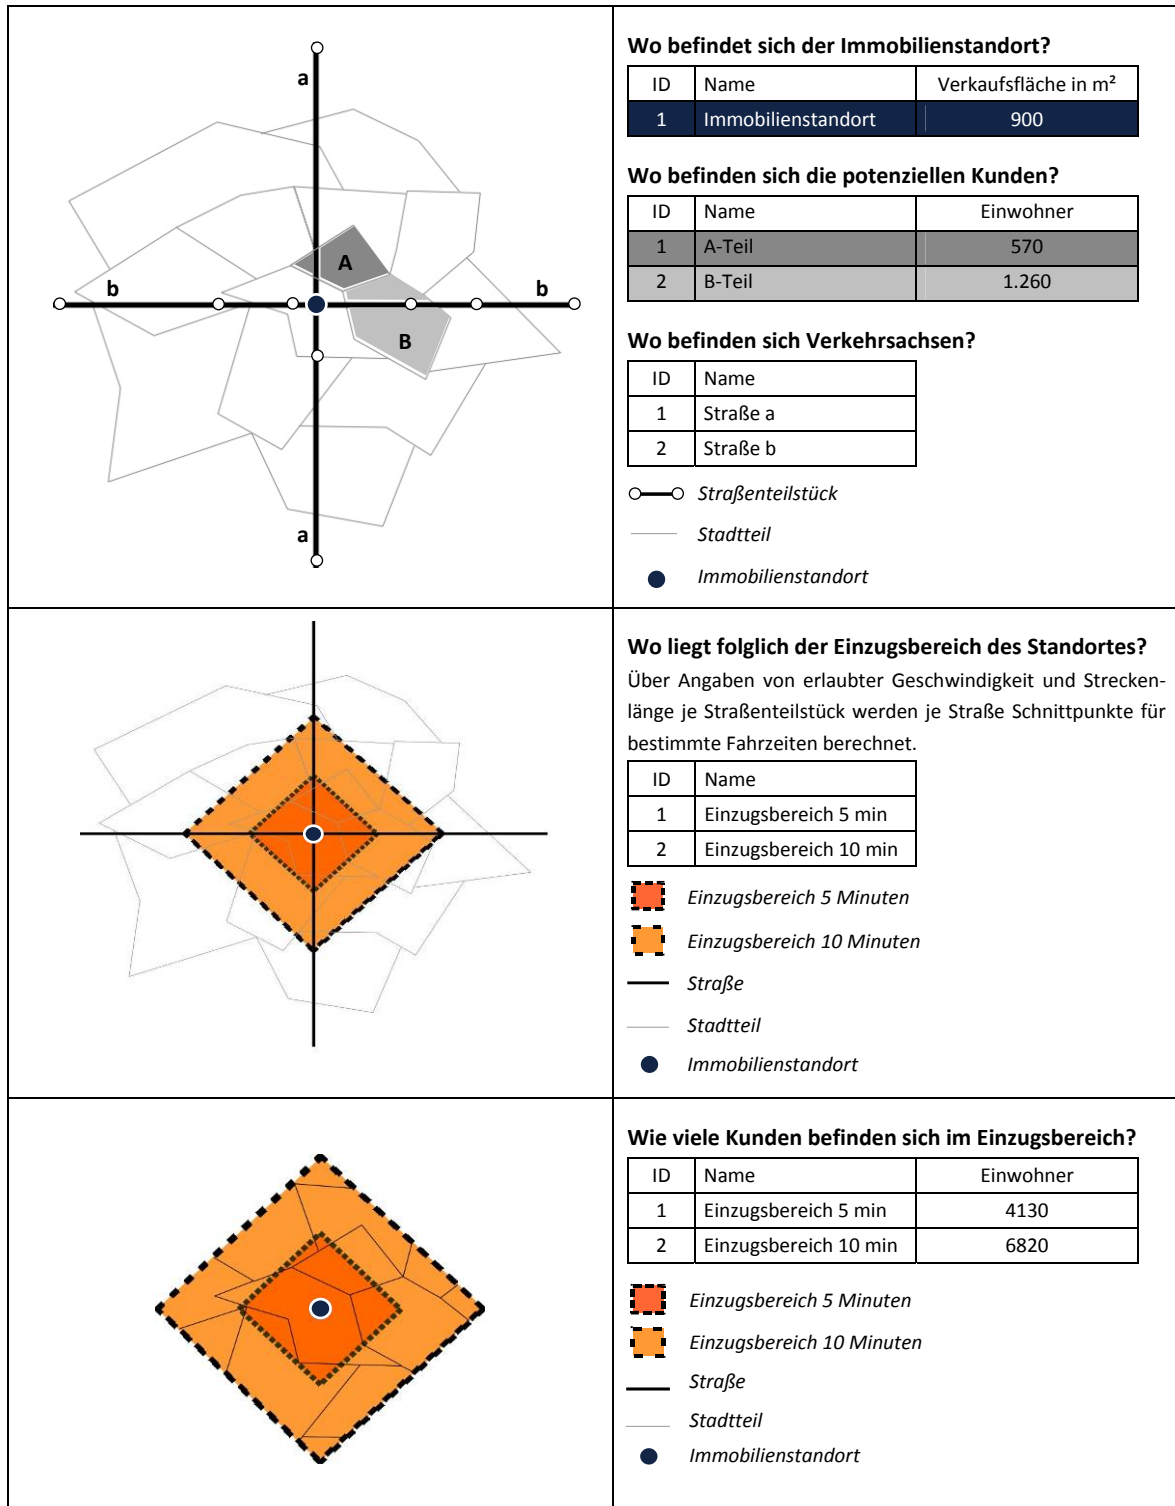 a
b
b
A
B
a
Wo befindet sich der Immobilienstandort?
ID Name Verkaufsfläche in m²
1 Immobilienstandort 900
Wo befinden sich die potenziellen Kunden?
ID Name Einwohner
1 A-Teil 570
2 B-Teil 1.260
Wo befinden sich Verkehrsachsen?
ID Name
1 Straße a
2 Straße b
Straßenteilstück
Stadtteil
Immobilienstandort
Wo liegt folglich der Einzugsbereich des Standortes?
Über Angaben von erlaubter Geschwindigkeit und Strecken-
länge je Straßenteilstück werden je Straße Schnittpunkte für
bestimmte Fahrzeiten berechnet.
ID Name
1 Einzugsbereich 5 min
2 Einzugsbereich 10 min
Einzugsbereich 5 Minuten
Einzugsbereich 10 Minuten
Straße
Stadtteil
Immobilienstandort
Wie viele Kunden befinden sich im Einzugsbereich?
ID Name Einwohner
1 Einzugsbereich 5 min 4130
2 Einzugsbereich 10 min 6820
Einzugsbereich 5 Minuten
Einzugsbereich 10 Minuten
Straße
Stadtteil
Immobilienstandort